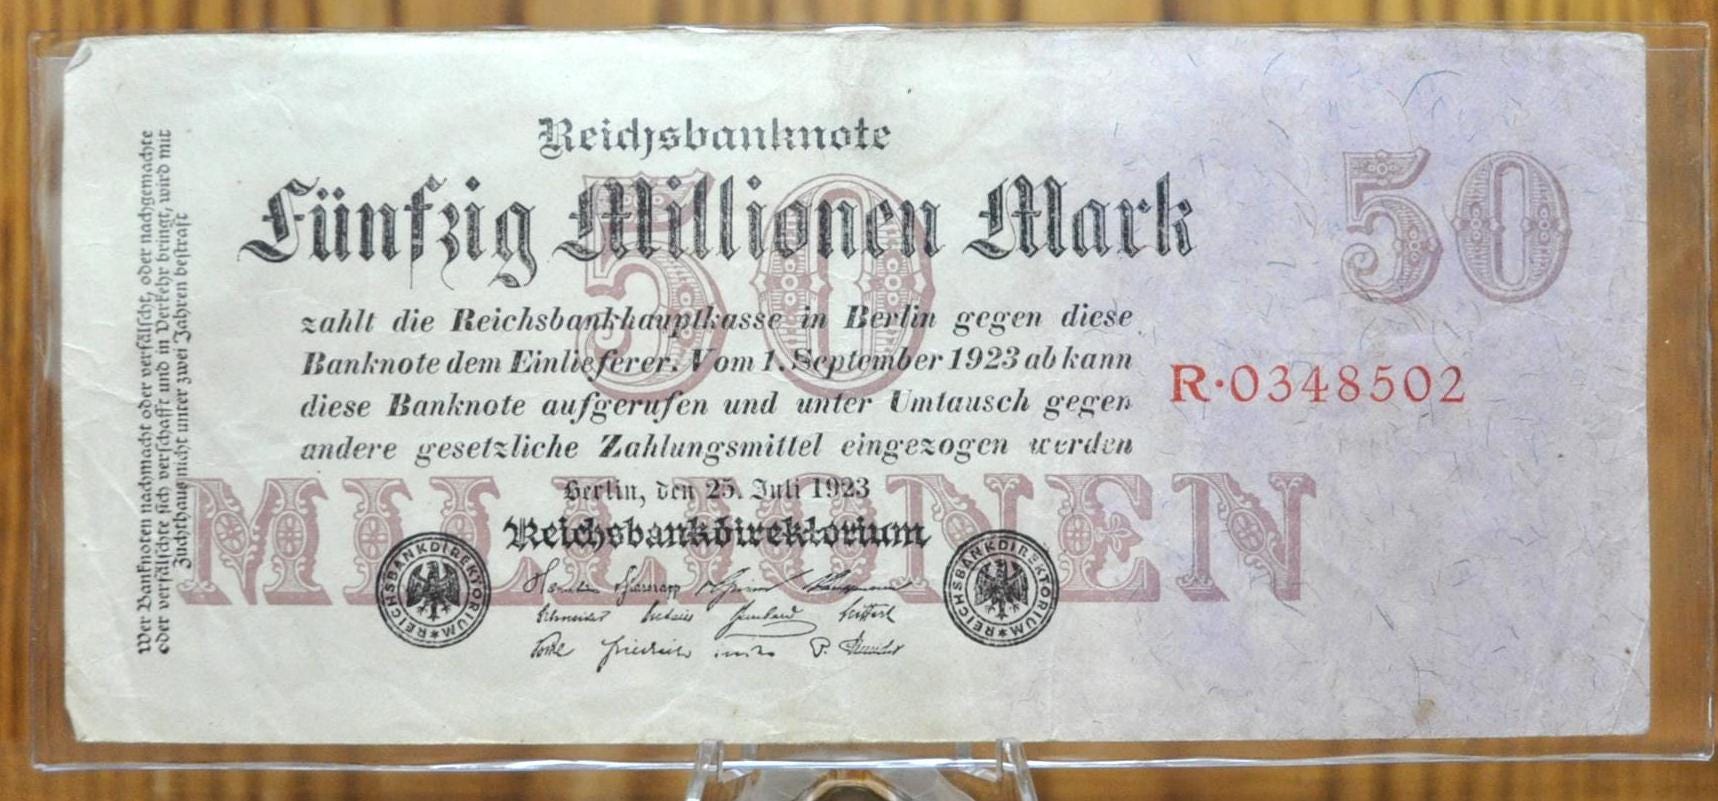 Reichsbanknote
Fünfzig Millionen Mark
50
50
zahlt die Reichsbankhauptkasse in Berlin gegen diese
Banknote dem Einlieferer. Vom 1. September 1923 ab kann
diese Banknote aufgerufen und unter Umtausch gegen
andere gesetzliche Zahlungsmittel eingezogen werden
R·0348502
MILLIONEN
Berlin, den 25. Juli 1923
Reichsbankdirektorium
REICHSBANKDIREKTORIUM
REICHSBANKDIREKTORIUM
Wer Banknoten nachmacht oder verfälscht, oder nachgemachte
oder verfälschte sich verschafft und in Verkehr bringt, wird mit
Zuchthaus nicht unter zwei Jahren bestraft